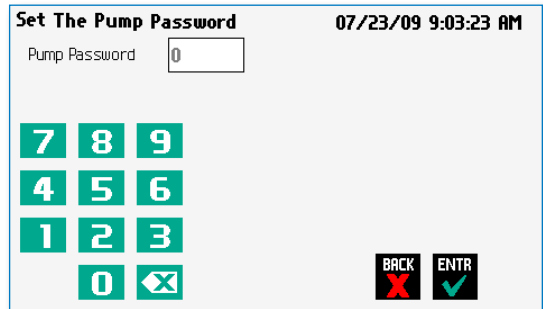 Set The Pump Password 07/23/09 9:03:23 AM
Pump Password 0
7 8 9
4 5 6
1 2 3
0 X
BACK ENTR